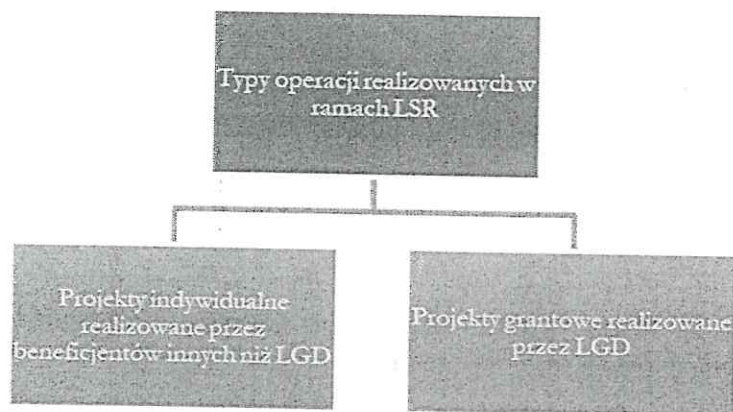 Typy operacji realizowanych w
ramach LSR
Projekty indywidualne
realizowane przez
beneficjentów innych niż LGD
Projekty grantowe realizowane
przez LGD